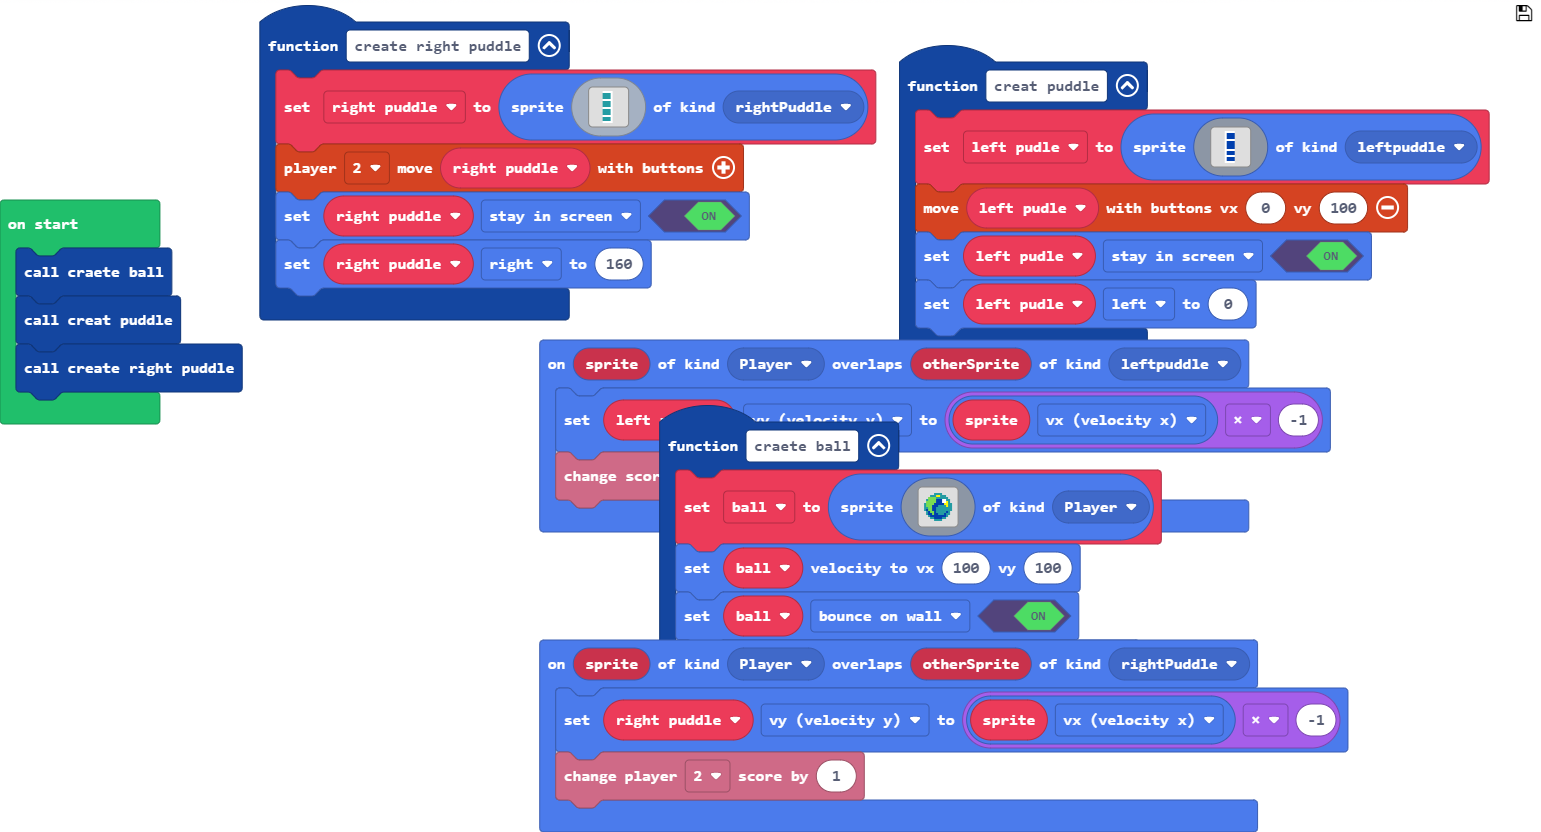 on start
call craete ball
call creat puddle
call create right puddle
function create right puddle
set right puddle to sprite of kind rightPuddle
player 2 move right puddle with buttons
set right puddle stay in screen ON
set right puddle right to 160
function creat puddle
set left pudle to sprite of kind leftpuddle
move left pudle with buttons vx 0 vy 100
set left pudle stay in screen ON
set left pudle left to 0
on sprite of kind Player overlaps otherSprite of kind leftpuddle
set left (velocity to sprite vx (velocity x) × -1
change
function craete ball
set ball to sprite of kind Player
set ball velocity to vx 100 vy 100
set ball bounce on wall ON
on sprite of kind Player overlaps otherSprite of kind rightPuddle
set right puddle vy (velocity y) to sprite vx (velocity x) × -1
change player 2 score by 1